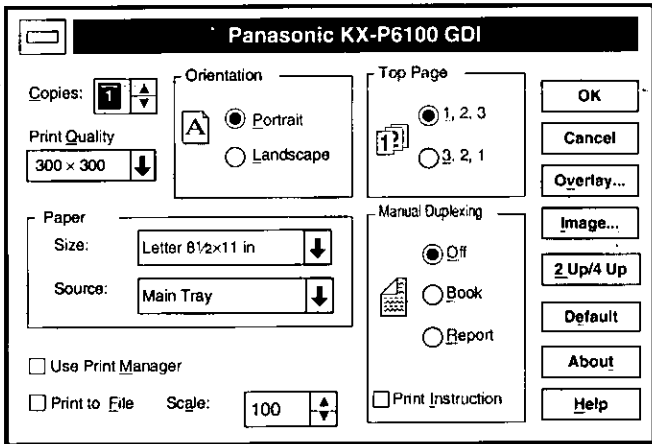 Panasonic KX-P6100 GDI
Copies: 1
Print Quality
300 × 300
Orientation
A
Portrait
Landscape
Top Page
1?
1, 2, 3
3, 2, 1
Paper
Size: Letter 8½×11 in
Source: Main Tray
Manual Duplexing
Off
Book
Report
Print Instruction
Use Print Manager
Print to File
Scale: 100
OK
Cancel
Overlay...
Image...
2 Up/4 Up
Default
About
Help